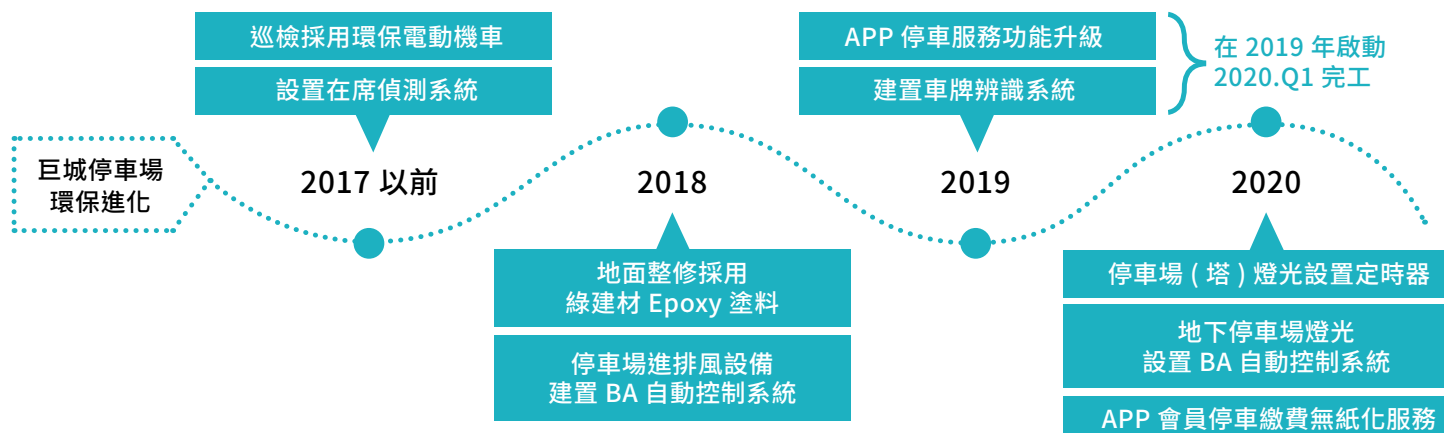 巨城停車場
環保進化
巡檢採用環保電動機車
設置在席偵測系統
2017 以前
2018
地面整修採用
綠建材 Epoxy 塗料
停車場進排風設備
建置 BA 自動控制系統
APP 停車服務功能升級
建置車牌辨識系統
在 2019 年啟動
2020.Q1 完工
2019
2020
停車場 ( 塔 ) 燈光設置定時器
地下停車場燈光
設置 BA 自動控制系統
APP 會員停車繳費無紙化服務